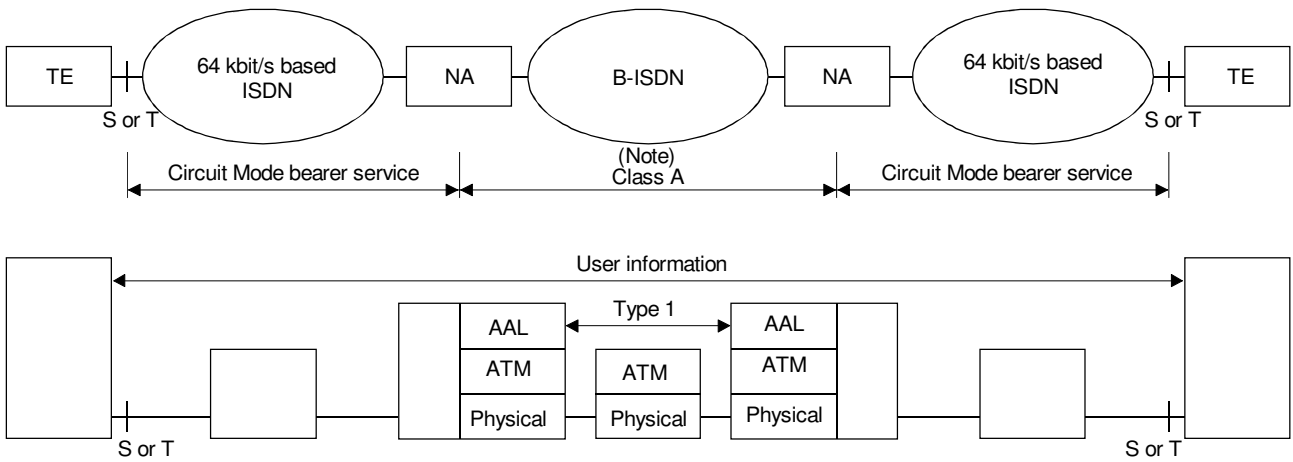 TE
64 kbit/s based
ISDN
NA
B-ISDN
NA
64 kbit/s based
ISDN
TE
S or T
S or T
Circuit Mode bearer service
(Note)
Class A
Circuit Mode bearer service
User information
AAL
Type 1
AAL
ATM
ATM
ATM
Physical
Physical
Physical
S or T
S or T